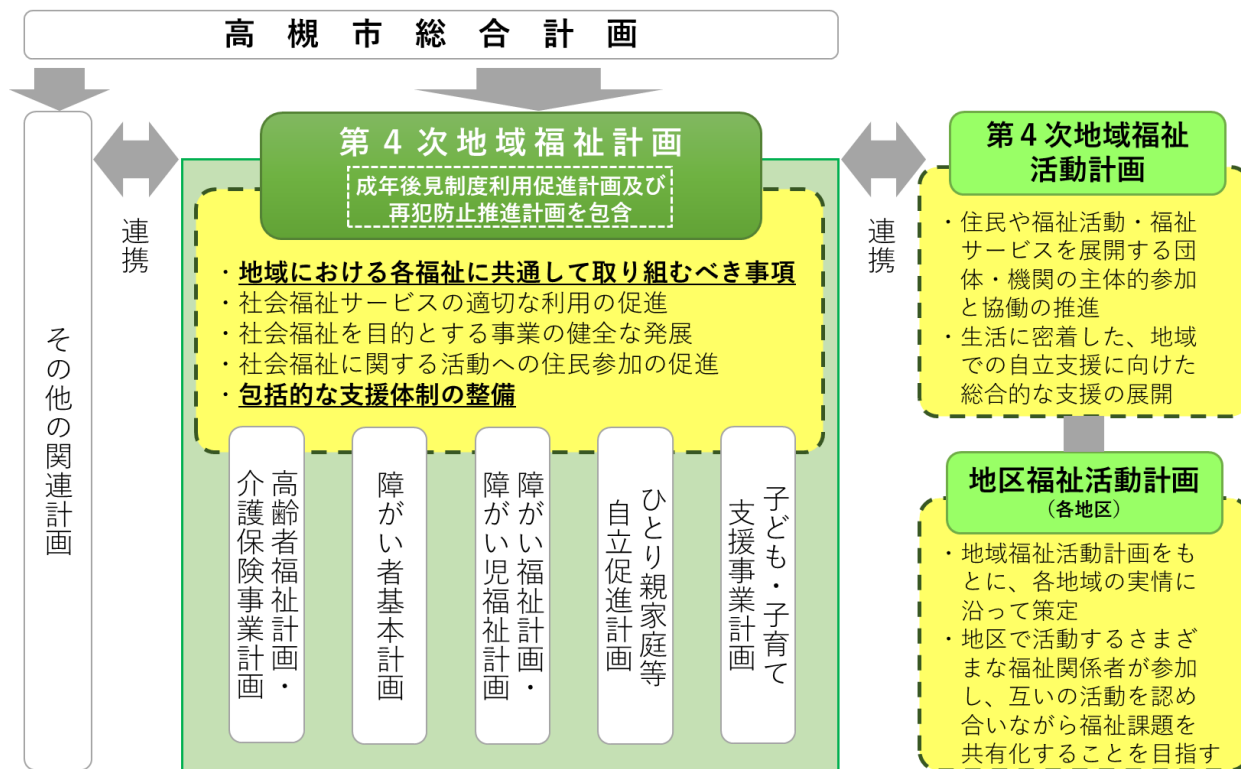 高槻市総合計画
第4次地域福祉計画
成年後見制度利用促進計画及び
再犯防止推進計画を包含
・地域における各福祉に共通して取り組むべき事項
・社会福祉サービスの適切な利用の促進
・社会福祉を目的とする事業の健全な発展
・社会福祉に関する活動への住民参加の促進
・包括的な支援体制の整備
連携
連携
その他の関連計画
高齢者福祉計画・
介護保険事業計画
障がい者基本計画
障がい福祉計画・
障がい児福祉計画
ひとり親家庭等
自立促進計画
子ども・子育て
支援事業計画
第4次地域福祉
活動計画
・住民や福祉活動・福祉
サービスを展開する団
体・機関の主体的参加
と協働の推進
・生活に密着した、地域
での自立支援に向けた
総合的な支援の展開
地区福祉活動計画
（各地区）
・地域福祉活動計画をも
とに、各地域の実情に
沿って策定
・地区で活動するさまざ
まな福祉関係者が参加
し、互いの活動を認め
合いながら福祉課題を
共有化することを目指す